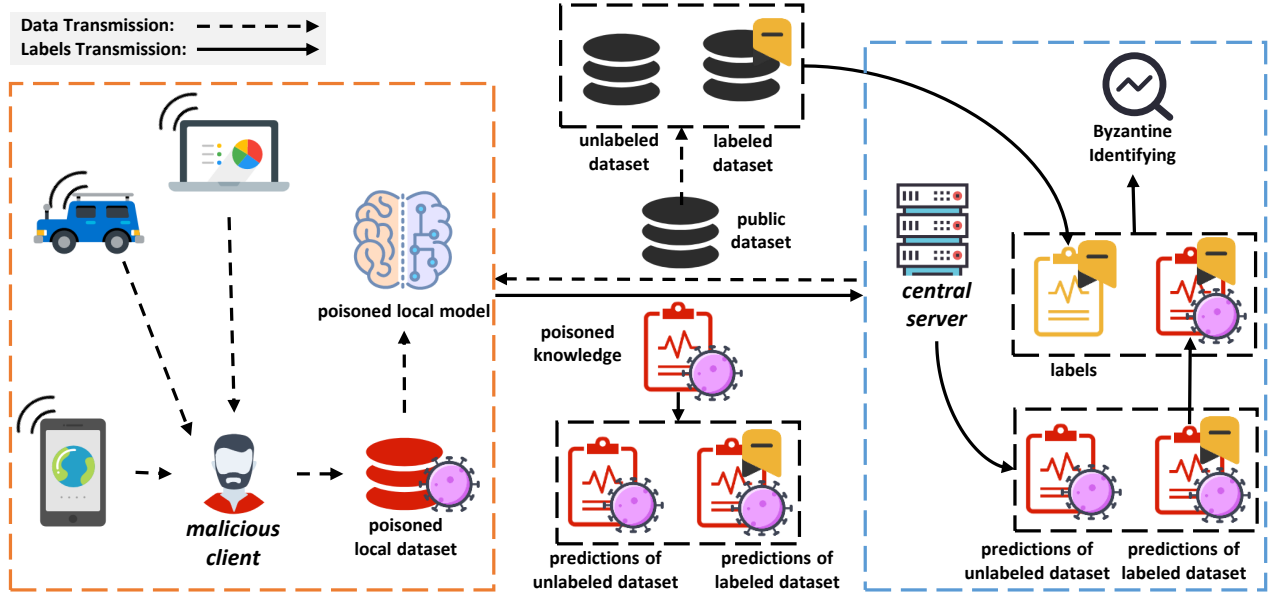 Data Transmission:
Labels Transmission:
poisoned local model
malicious
client
poisoned
local dataset
unlabeled
dataset
labeled
dataset
public
dataset
poisoned
knowledge
predictions of
unlabeled dataset
predictions of
labeled dataset
central
server
Byzantine
Identifying
labels
predictions of
unlabeled dataset
predictions of
labeled dataset